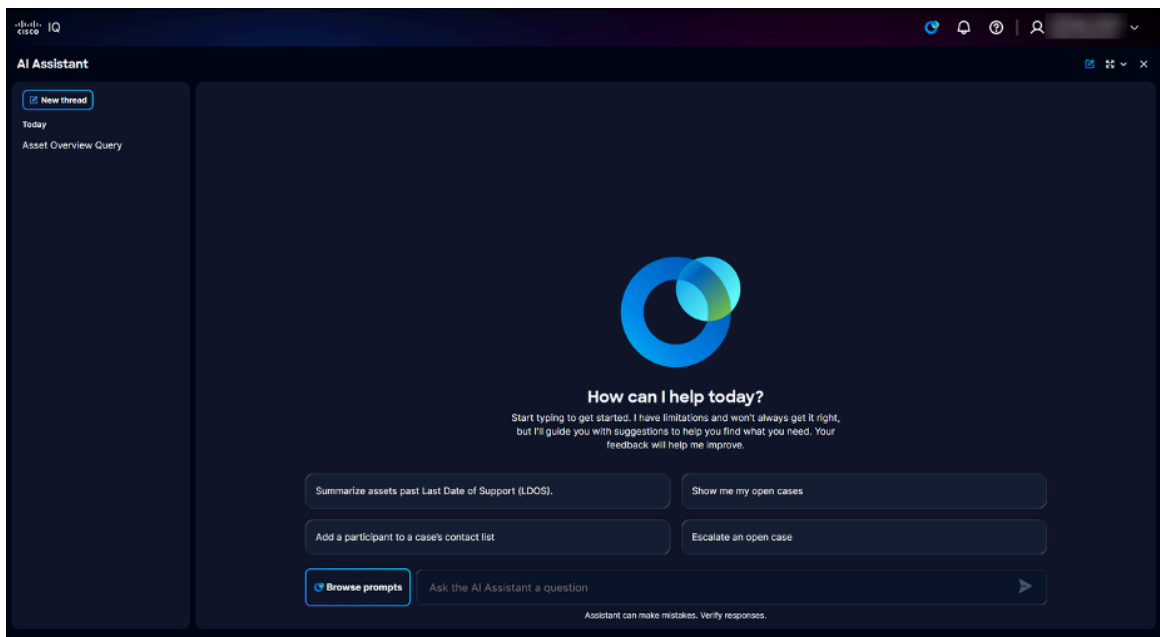 cisco IQ
AI Assistant
New thread
Today
Asset Overview Query
How can I help today?
Start typing to get started. I have limitations and won't always get it right,
but I'll guide you with suggestions to help you find what you need. Your
feedback will help me improve.
Summarize assets past Last Date of Support (LDOS).
Show me my open cases
Add a participant to a case's contact list
Escalate an open case
Browse prompts
Ask the AI Assistant a question
Assistant can make mistakes. Verify responses.